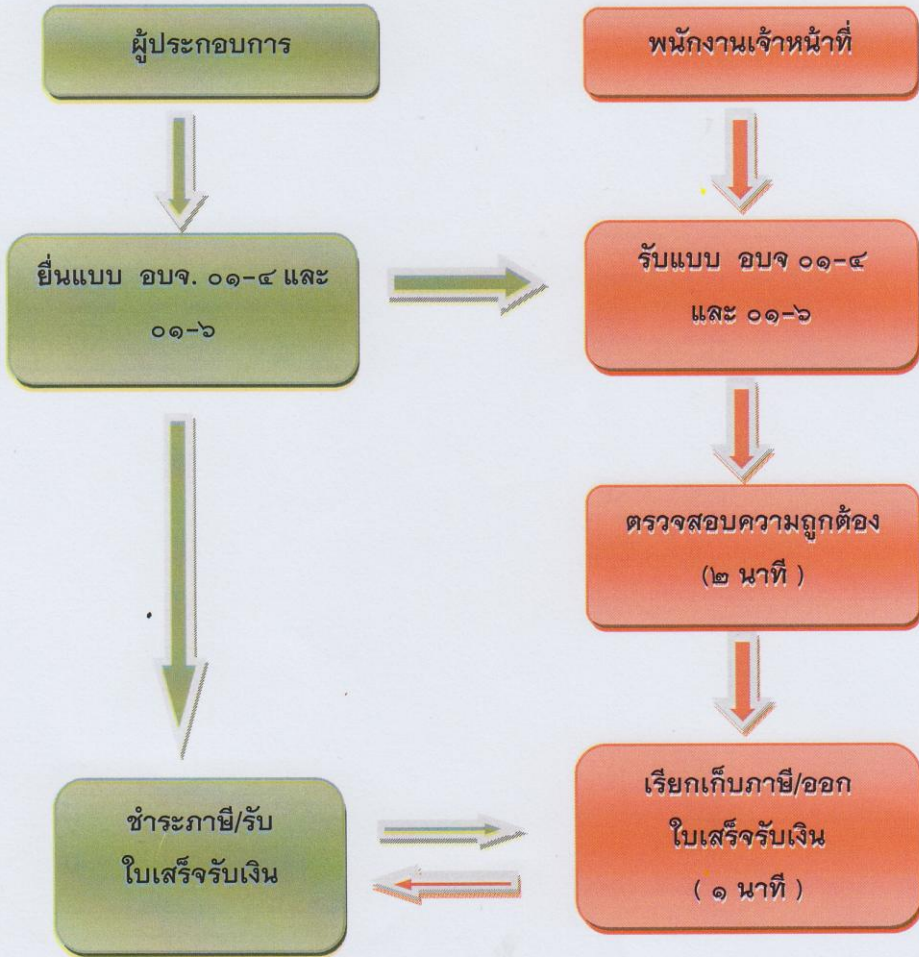 ผู้ประกอบการ
พนักงานเจ้าหน้าที่
ยื่นแบบ อบจ. ๐๑-๔ และ
๐๑-๖
รับแบบ อบจ ๐๑-๔
และ ๐๑-๖
ตรวจสอบความถูกต้อง
(๒ นาที )
ชำระภาษี/รับ
ใบเสร็จรับเงิน
เรียกเก็บภาษี/ออก
ใบเสร็จรับเงิน
( ๑ นาที )